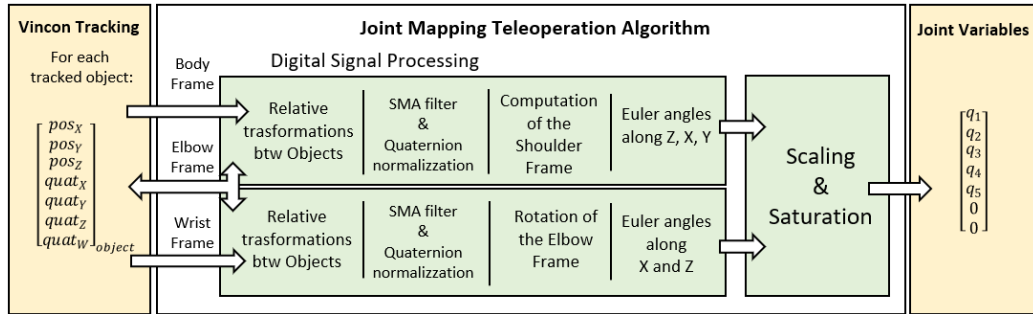 Vincon Tracking
For each
tracked object:
pos_X
pos_Y
pos_Z
quat_X
quat_Y
quat_Z
quat_W object
Joint Mapping Teleoperation Algorithm
Digital Signal Processing
Body
Frame
Elbow
Frame
Wrist
Frame
Relative
trasformations
btw Objects
SMA filter
&
Quaternion
normalizzation
Computation
of the
Shoulder
Frame
Euler angles
along Z, X, Y
Relative
trasformations
btw Objects
SMA filter
&
Quaternion
normalizzation
Rotation of
the Elbow
Frame
Euler angles
along
X and Z
Scaling
&
Saturation
Joint Variables
q1
q2
q3
q4
q5
0
0